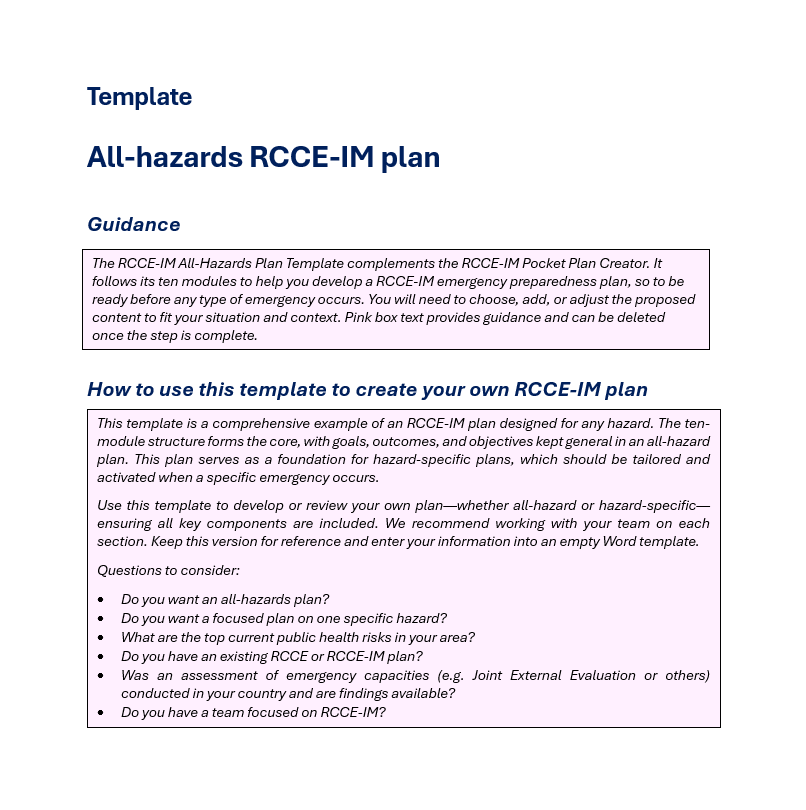 Template
All-hazards RCCE-IM plan
Guidance
The RCCE-IM All-Hazards Plan Template complements the RCCE-IM Pocket Plan Creator. It
follows its ten modules to help you develop a RCCE-IM emergency preparedness plan, so to be
ready before any type of emergency occurs. You will need to choose, add, or adjust the proposed
content to fit your situation and context. Pink box text provides guidance and can be deleted
once the step is complete.
How to use this template to create your own RCCE-IM plan
This template is a comprehensive example of an RCCE-IM plan designed for any hazard. The ten-
module structure forms the core, with goals, outcomes, and objectives kept general in an all-hazard
plan. This plan serves as a foundation for hazard-specific plans, which should be tailored and
activated when a specific emergency occurs.
Use this template to develop or review your own plan—whether all-hazard or hazard-specific—
ensuring all key components are included. We recommend working with your team on each
section. Keep this version for reference and enter your information into an empty Word template.
Questions to consider:
• Do you want an all-hazards plan?
• Do you want a focused plan on one specific hazard?
• What are the top current public health risks in your area?
• Do you have an existing RCCE or RCCE-IM plan?
• Was an assessment of emergency capacities (e.g. Joint External Evaluation or others)
conducted in your country and are findings available?
• Do you have a team focused on RCCE-IM?